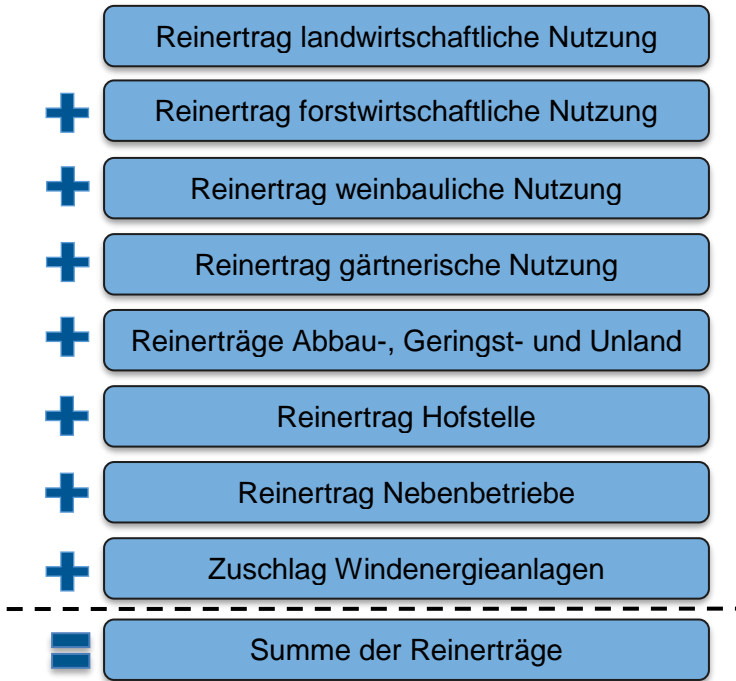 Reinertrag landwirtschaftliche Nutzung
Reinertrag forstwirtschaftliche Nutzung
Reinertrag weinbauliche Nutzung
Reinertrag gärtnerische Nutzung
Reinerträge Abbau-, Geringst- und Unland
Reinertrag Hofstelle
Reinertrag Nebenbetriebe
Zuschlag Windenergieanlagen
Summe der Reinerträge